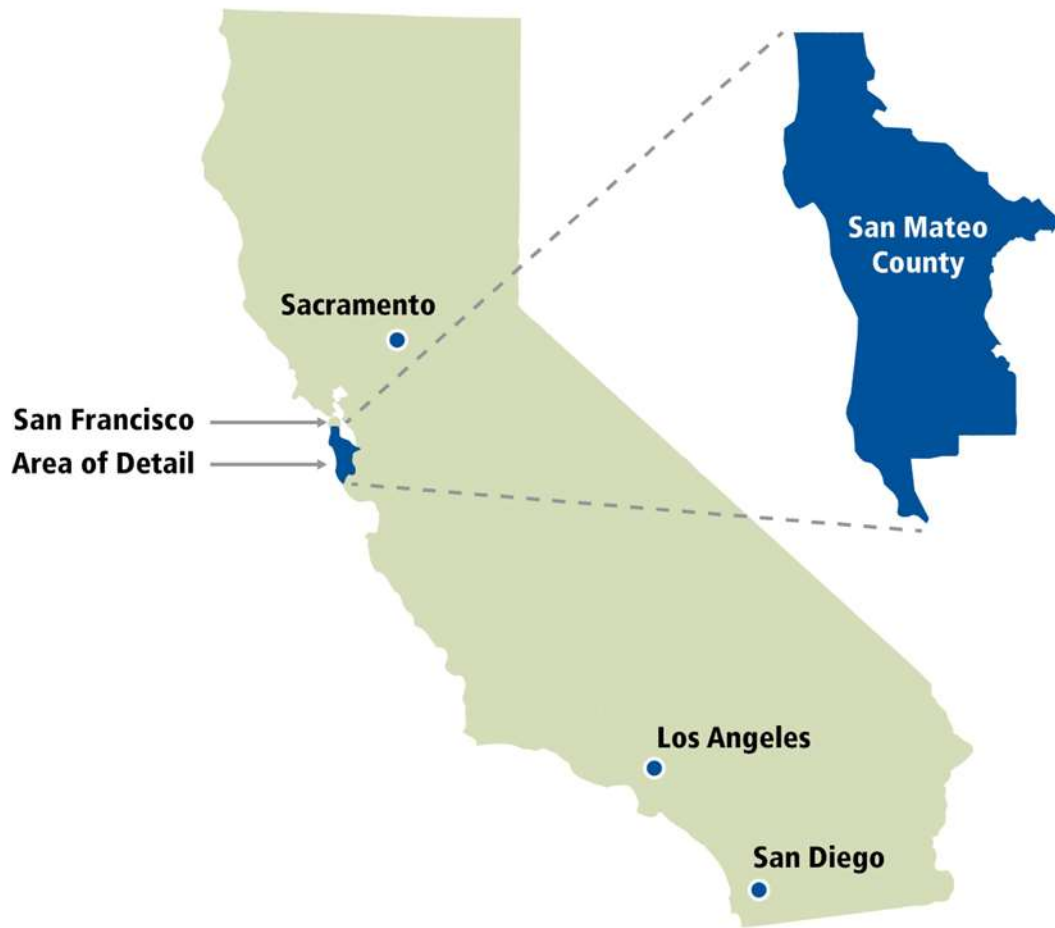 San Mateo
County
Sacramento
San Francisco
Area of Detail
Los Angeles
San Diego